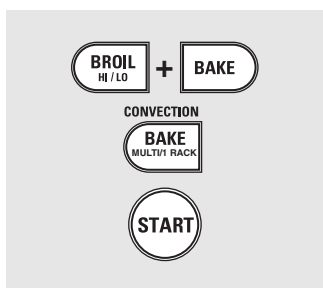 BROIL + BAKE
HI / LO
CONVECTION
BAKE
MULTI/1 RACK
START